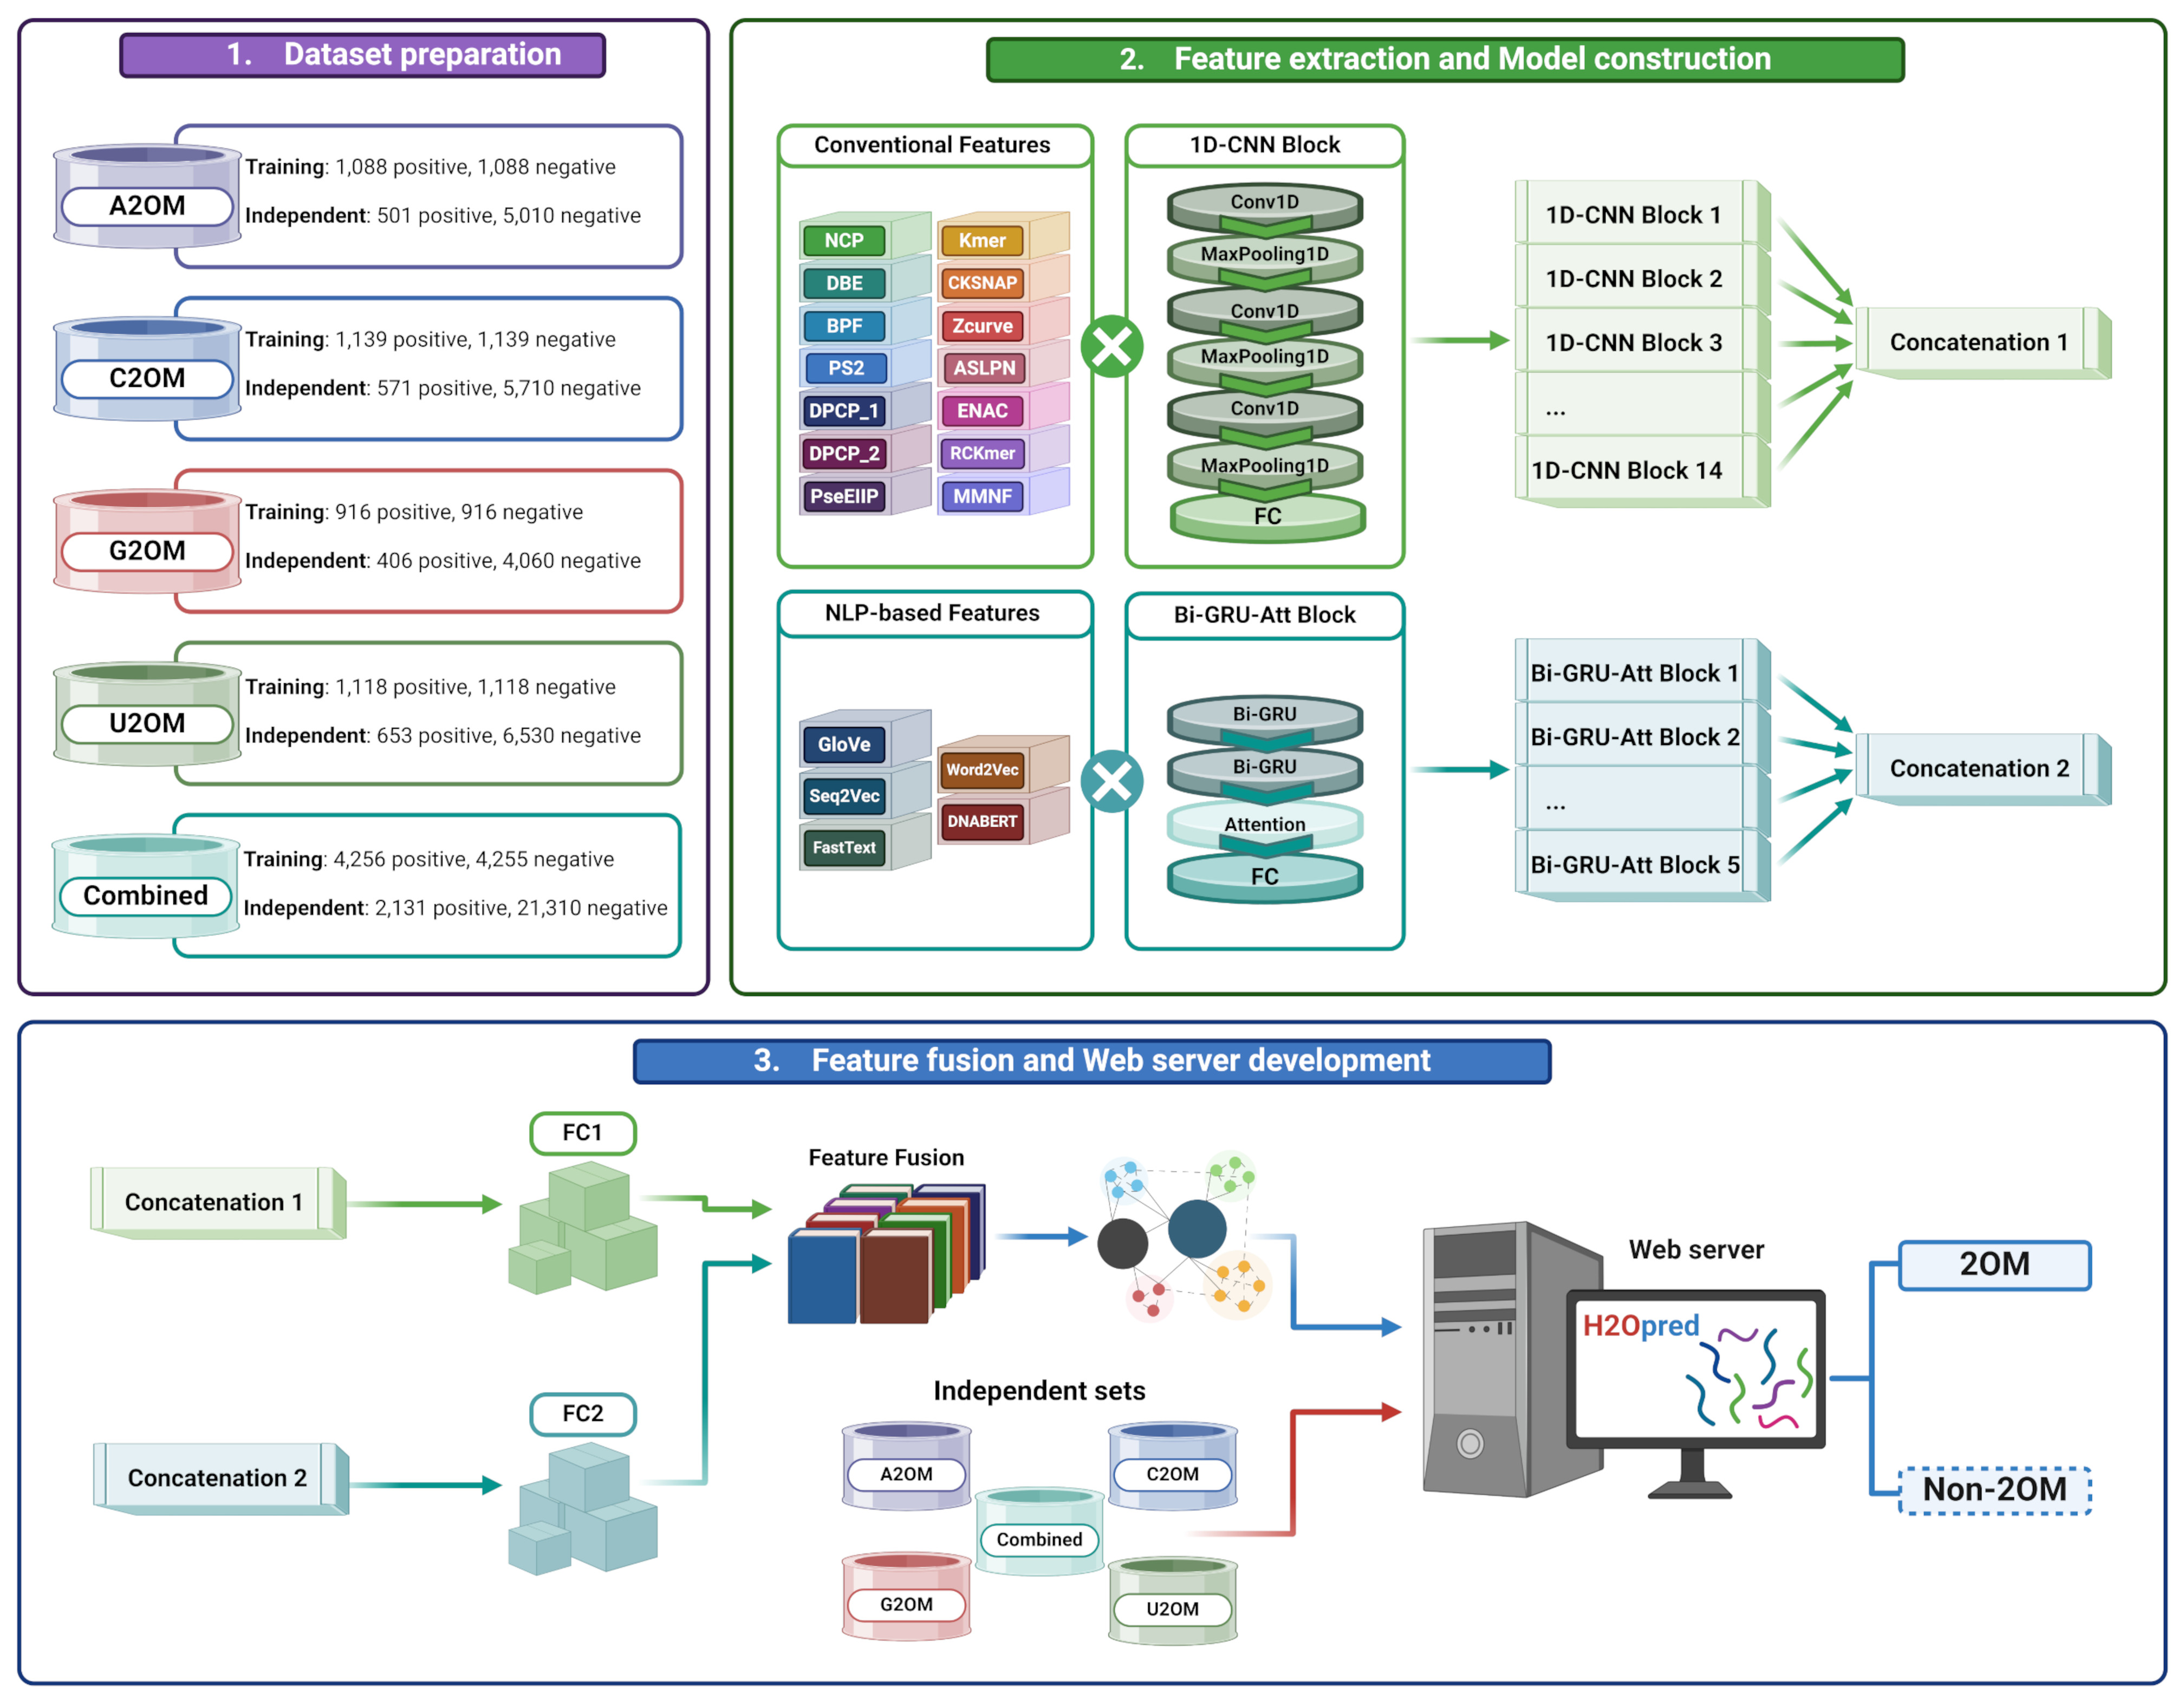 1. Dataset preparation
A2OM
Training: 1,088 positive, 1,088 negative
Independent: 501 positive, 5,010 negative
C2OM
Training: 1,139 positive, 1,139 negative
Independent: 571 positive, 5,710 negative
G2OM
Training: 916 positive, 916 negative
Independent: 406 positive, 4,060 negative
U2OM
Training: 1,118 positive, 1,118 negative
Independent: 653 positive, 6,530 negative
Combined
Training: 4,256 positive, 4,255 negative
Independent: 2,131 positive, 21,310 negative
2. Feature extraction and Model construction
Conventional Features
NCP
DBE
BPF
PS2
DPCP_1
DPCP_2
PseEIIP
Kmer
CKSNAP
Zcurve
ASLPN
ENAC
RCKmer
MMNF
1D-CNN Block
Conv1D
MaxPooling1D
Conv1D
MaxPooling1D
Conv1D
MaxPooling1D
FC
1D-CNN Block 1
1D-CNN Block 2
1D-CNN Block 3
...
1D-CNN Block 14
Concatenation 1
NLP-based Features
GloVe
Seq2Vec
FastText
Word2Vec
DNABERT
Bi-GRU-Att Block
Bi-GRU
Bi-GRU
Attention
FC
Bi-GRU-Att Block 1
Bi-GRU-Att Block 2
...
Bi-GRU-Att Block 5
Concatenation 2
3. Feature fusion and Web server development
Concatenation 1
FC1
Concatenation 2
FC2
Feature Fusion
Independent sets
A2OM
C2OM
Combined
G2OM
U2OM
Web server
H2Opred
2OM
Non-2OM